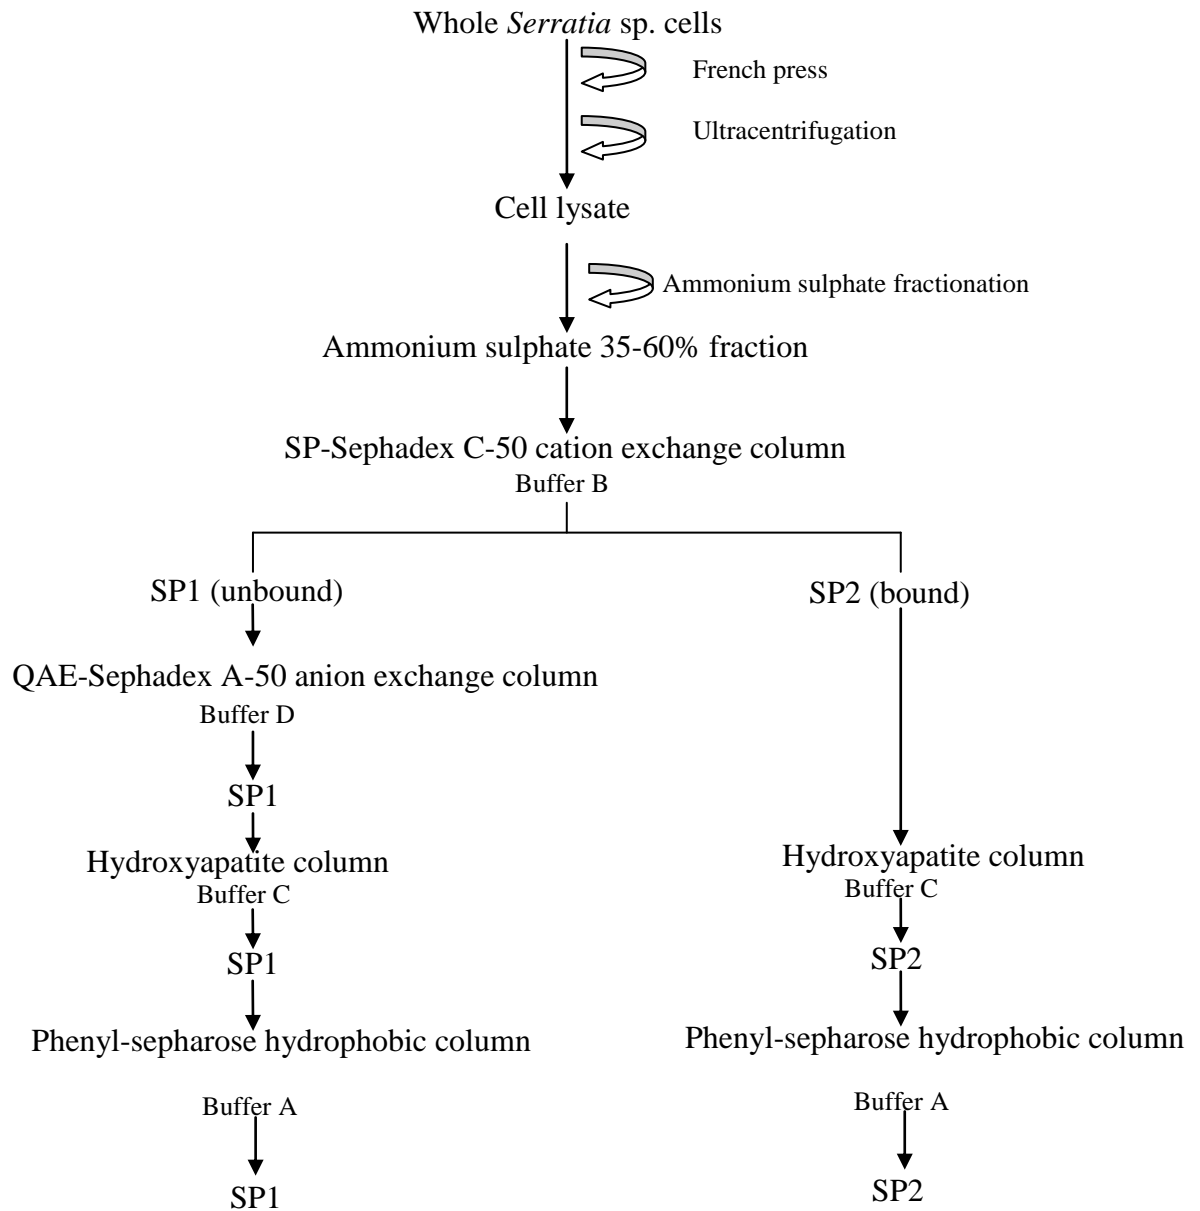 Whole Serratia sp. cells
French press
Ultracentrifugation
Cell lysate
Ammonium sulphate fractionation
Ammonium sulphate 35-60% fraction
SP-Sephadex C-50 cation exchange column
Buffer B
SP1 (unbound)
QAE-Sephadex A-50 anion exchange column
Buffer D
SP1
Hydroxyapatite column
Buffer C
SP1
Phenyl-sepharose hydrophobic column
Buffer A
SP1
SP2 (bound)
Hydroxyapatite column
Buffer C
SP2
Phenyl-sepharose hydrophobic column
Buffer A
SP2